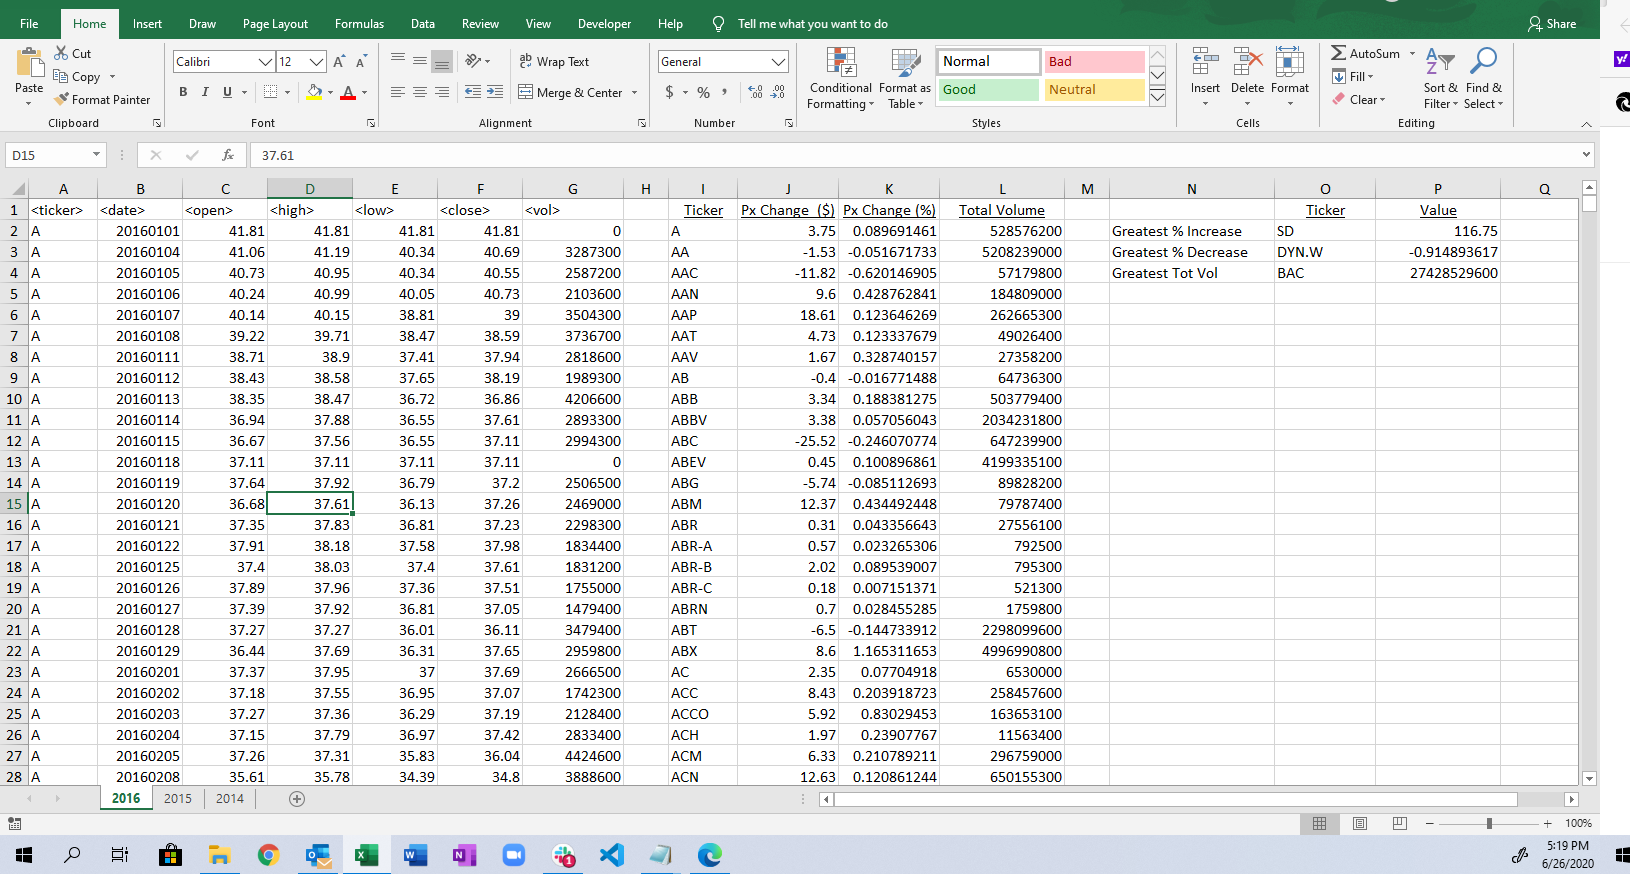 File Home Insert Draw Page Layout Formulas Data Review View Developer Help Tell me what you want to do Share
Cut
Copy
Format Painter
Paste
Clipboard
Calibri 12
B I U
Font
Wrap Text
Merge & Center
Alignment
General
$ % ,
Number
Conditional Formatting
Format as Table
Normal Bad
Good Neutral
Styles
Insert Delete Format
Cells
AutoSum
Fill
Clear
Sort & Filter
Find & Select
Editing
D15 fx 37.61
A B C D E F G H I J K L M N O P Q
1 <ticker> <date> <open> <high> <low> <close> <vol> Ticker Px Change ($) Px Change (%) Total Volume Ticker Value
2 A 20160101 41.81 41.81 41.81 41.81 0 A 3.75 0.089691461 528576200 Greatest % Increase SD 116.75
3 A 20160104 41.06 41.19 40.34 40.69 3287300 AA -1.53 -0.051671733 5208239000 Greatest % Decrease DYN.W -0.914893617
4 A 20160105 40.73 40.95 40.34 40.55 2587200 AAC -11.82 -0.620146905 57179800 Greatest Tot Vol BAC 27428529600
5 A 20160106 40.24 40.99 40.05 40.73 2103600 AAN 9.6 0.428762841 184809000
6 A 20160107 40.14 40.15 38.81 39 3504300 AAP 18.61 0.123646269 262665300
7 A 20160108 39.22 39.71 38.47 38.59 3736700 AAT 4.73 0.123337679 49026400
8 A 20160111 38.71 38.9 37.41 37.94 2818600 AAV 1.67 0.328740157 27358200
9 A 20160112 38.43 38.58 37.65 38.19 1989300 AB -0.4 -0.016771488 64736300
10 A 20160113 38.35 38.47 36.72 36.86 4206600 ABB 3.34 0.188381275 503779400
11 A 20160114 36.94 37.88 36.55 37.61 2893300 ABBV 3.38 0.057056043 2034231800
12 A 20160115 36.67 37.56 36.55 37.11 2994300 ABC -25.52 -0.246070774 647239900
13 A 20160118 37.11 37.11 37.11 37.11 0 ABEV 0.45 0.100896861 4199335100
14 A 20160119 37.64 37.92 36.79 37.2 2506500 ABG -5.74 -0.085112693 89828200
15 A 20160120 36.68 37.61 36.13 37.26 2469000 ABM 12.37 0.434492448 79787400
16 A 20160121 37.35 37.83 36.81 37.23 2298300 ABR 0.31 0.043356643 27556100
17 A 20160122 37.91 38.18 37.58 37.98 1834400 ABR-A 0.57 0.023265306 792500
18 A 20160125 37.4 38.03 37.4 37.61 1831200 ABR-B 2.02 0.089539007 795300
19 A 20160126 37.89 37.96 37.36 37.51 1755000 ABR-C 0.18 0.007151371 521300
20 A 20160127 37.39 37.92 36.81 37.05 1479400 ABRN 0.7 0.028455285 1759800
21 A 20160128 37.27 37.27 36.01 36.11 3479400 ABT -6.5 -0.144733912 2298099600
22 A 20160129 36.44 37.69 36.31 37.65 2959800 ABX 8.6 1.165311653 4996990800
23 A 20160201 37.37 37.95 37 37.69 2666500 AC 2.35 0.07704918 6530000
24 A 20160202 37.18 37.55 36.95 37.07 1742300 ACC 8.43 0.203918723 258457600
25 A 20160203 37.27 37.36 36.29 37.19 2128400 ACCO 5.92 0.83029453 163653100
26 A 20160204 37.15 37.79 36.97 37.42 2833400 ACH 1.97 0.23907767 11563400
27 A 20160205 37.26 37.31 35.83 36.04 4424600 ACM 6.33 0.210789211 296759000
28 A 20160208 35.61 35.78 34.39 34.8 3888600 ACN 12.63 0.120861244 650155300
2016 2015 2014
100%
5:19 PM
6/26/2020